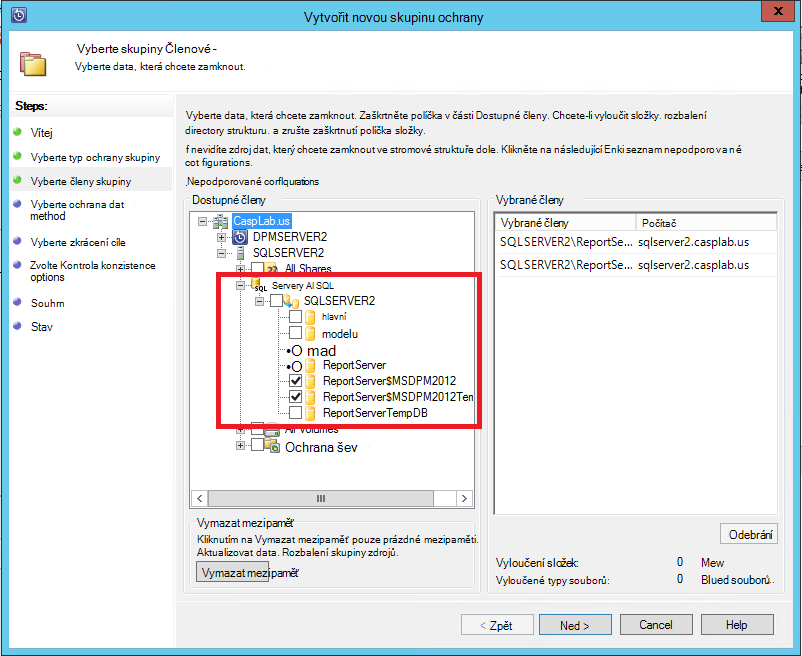 Vytvořit novou skupinu ochrany
X
Vyberte skupiny Členové -
Vyberte data, která chcete zamknout.
Steps:
Vítej
Vyberte typ ochrany skupiny
Vyberte členy skupiny
Vyberte ochrana dat
method
Vyberte zkrácení cíle
Zvolte Kontrola konzistence
options
Souhrn
Stav
Vyberte data, která chcete zamknout. Zaškrtněte políčka v části Dostupné členy. Chcete-li vyloučit složky. rozbalení
directory strukturu. a zrušte zaškrtnutí políčka složky.
f nevidíte zdroj dat, který chcete zamknout ve stromové struktuře dole. Klikněte na následující Enki seznam nepodporované
cot figurations.
Nepodporované corflqurations
Dostupné členy
CaspLab.us
DPMSERVER2
SQLSERVER2
All Shares
SQL Servery AI SQL
SQLSERVER2
hlavní
modelu
•O mad
•O ReportServer
ReportServer$MSDPM2012
ReportServer$MSDPM2012Tem
ReportServerTempDB
All Volumes
Ochrana šev
Vymazat mezipaměť
Kliknutím na Vymazat mezipaměť pouze prázdné mezipaměti.
Aktualizovat data. Rozbalení skupiny zdrojů.
Vymazat mezipaměť
Vybrané členy
Vybrané členy Počítač
SQLSERVER2\ReportSe... sqlserver2.casplab.us
SQLSERVER2\ReportSe... sqlserver2.casplab.us
Odebrání
Vyloučení složek: 0 Mew
Vyloučené typy souborů: 0 Blued souborů..
< Zpět
Ned >
Cancel
Help